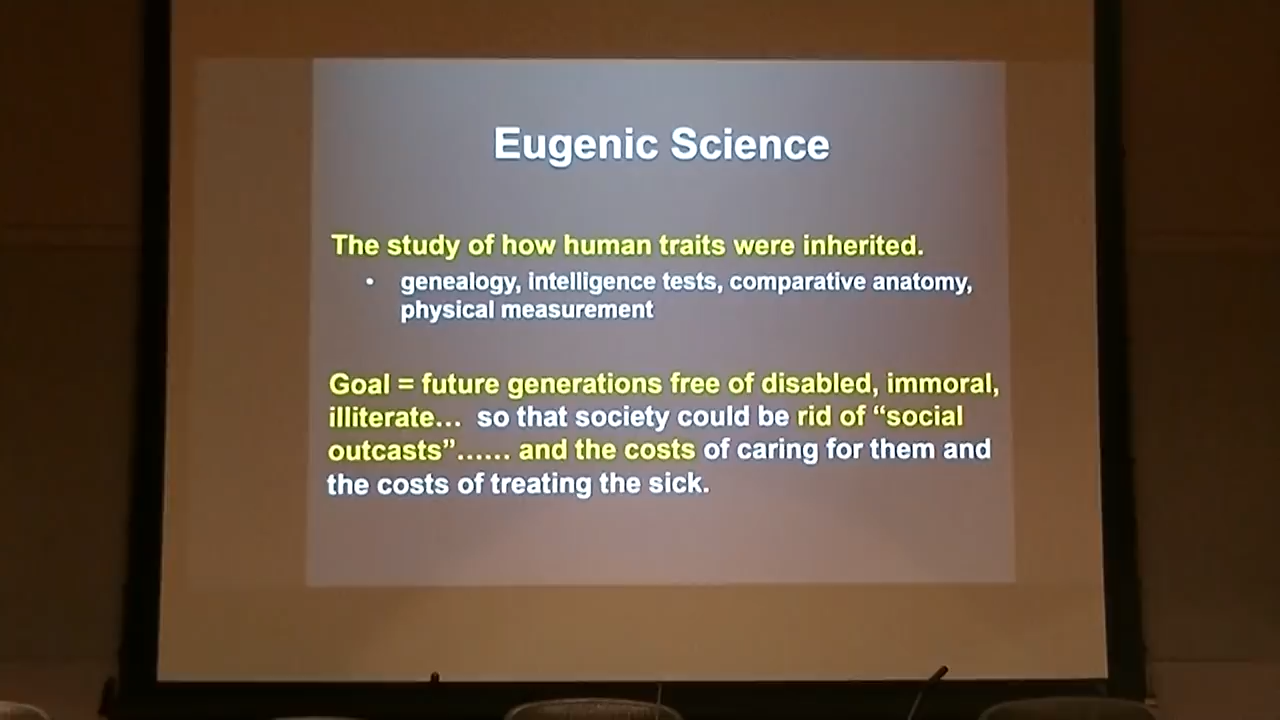 Eugenic Science
The study of how human traits were inherited.
• genealogy, intelligence tests, comparative anatomy,
physical measurement
Goal = future generations free of disabled, immoral,
illiterate… so that society could be rid of “social
outcasts”…… and the costs of caring for them and
the costs of treating the sick.